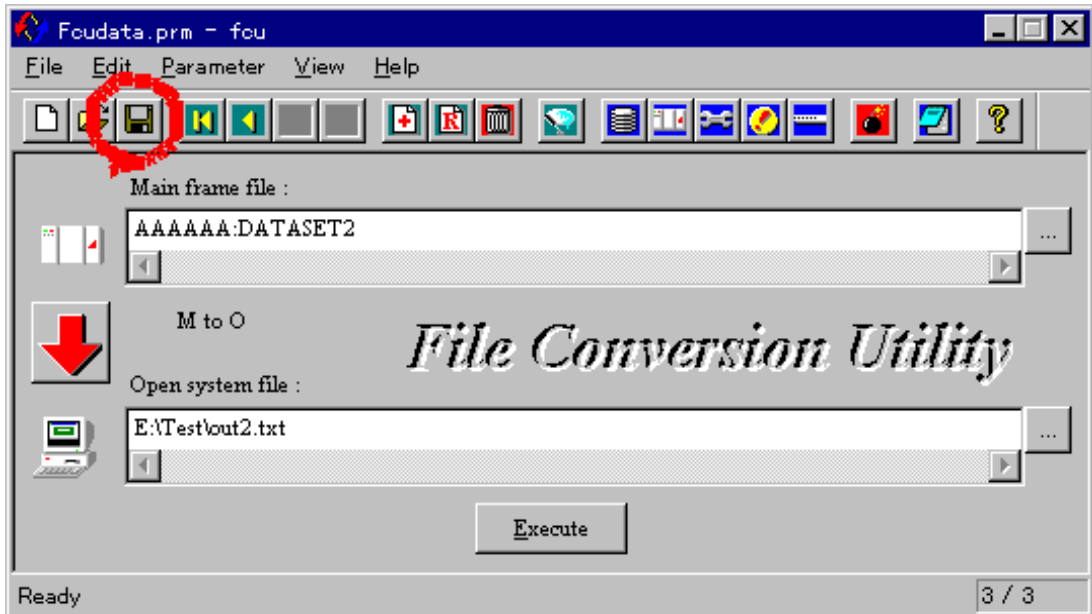 Fcudata.prm - fcu
File Edit Parameter View Help
R
?
Main frame file :
AAAAAA:DATASET2
...
M to O
File Conversion Utility
Open system file :
E:\Test\out2.txt
...
Execute
Ready 3 / 3